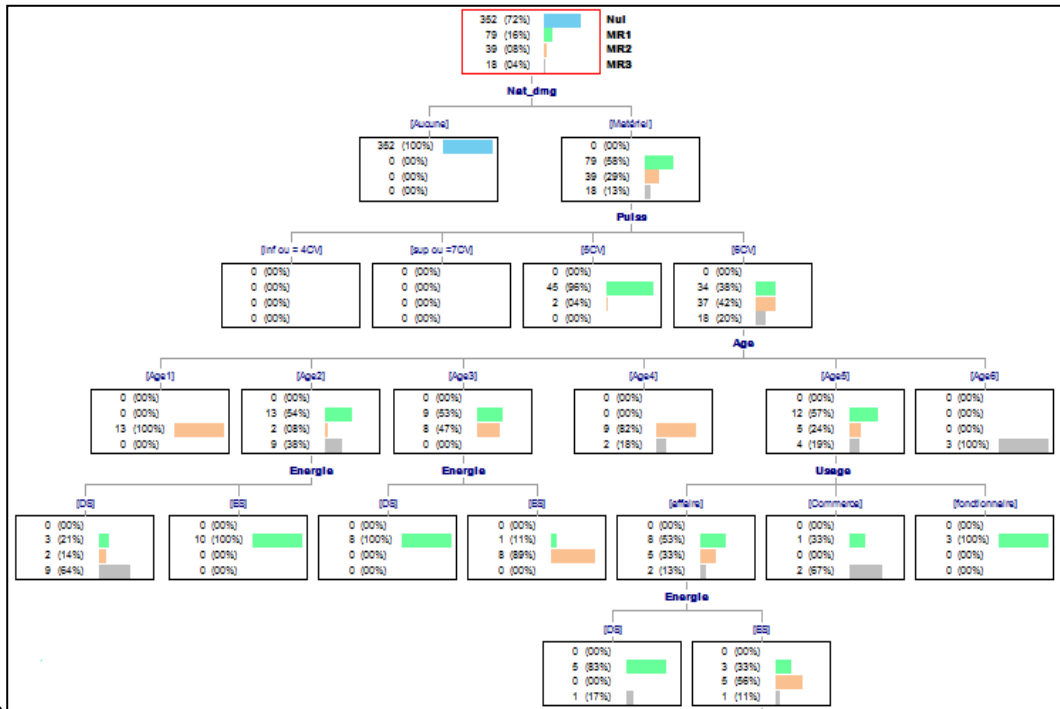 352 (72%) Nul
79 (16%) MR1
39 (08%) MR2
18 (04%) MR3
Nat_dmg
[Aucune] [Matériel]
352 (100%) 0 (00%)
0 (00%) 79 (58%)
0 (00%) 39 (29%)
0 (00%) 18 (13%)
Puiss
[Inf ou = 4CV] [sup ou =7CV] [5CV] [6CV]
0 (00%) 0 (00%) 0 (00%) 0 (00%)
0 (00%) 0 (00%) 45 (96%) 34 (38%)
0 (00%) 0 (00%) 2 (04%) 37 (42%)
0 (00%) 0 (00%) 0 (00%) 18 (20%)
Age
[Age1] [Age2] [Age3] [Age4] [Age5] [Age6]
0 (00%) 0 (00%) 0 (00%) 0 (00%) 0 (00%) 0 (00%)
0 (00%) 13 (54%) 9 (53%) 0 (00%) 12 (57%) 0 (00%)
13 (100%) 2 (08%) 8 (47%) 9 (82%) 5 (24%) 0 (00%)
0 (00%) 9 (38%) 0 (00%) 2 (18%) 4 (19%) 3 (100%)
Energie Energie Usage
[DS] [ES] [DS] [ES] [affaire] [Commerce] [fonctionnaire]
0 (00%) 0 (00%) 0 (00%) 0 (00%) 0 (00%) 0 (00%) 0 (00%)
3 (21%) 10 (100%) 8 (100%) 1 (11%) 8 (53%) 1 (33%) 3 (100%)
2 (14%) 0 (00%) 0 (00%) 8 (89%) 5 (33%) 0 (00%) 0 (00%)
9 (64%) 0 (00%) 0 (00%) 0 (00%) 2 (13%) 2 (67%) 0 (00%)
Energie
[DS] [ES]
0 (00%) 0 (00%)
5 (83%) 3 (33%)
0 (00%) 5 (56%)
1 (17%) 1 (11%)